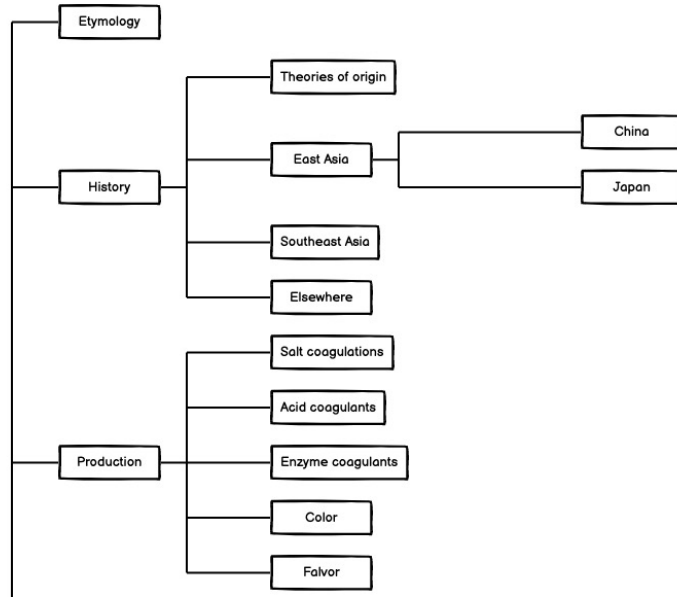 Etymology
Theories of origin
China
East Asia
History
Japan
Southeast Asia
Elsewhere
Salt coagulations
Acid coagulants
Production
Enzyme coagulants
Color
Falvor